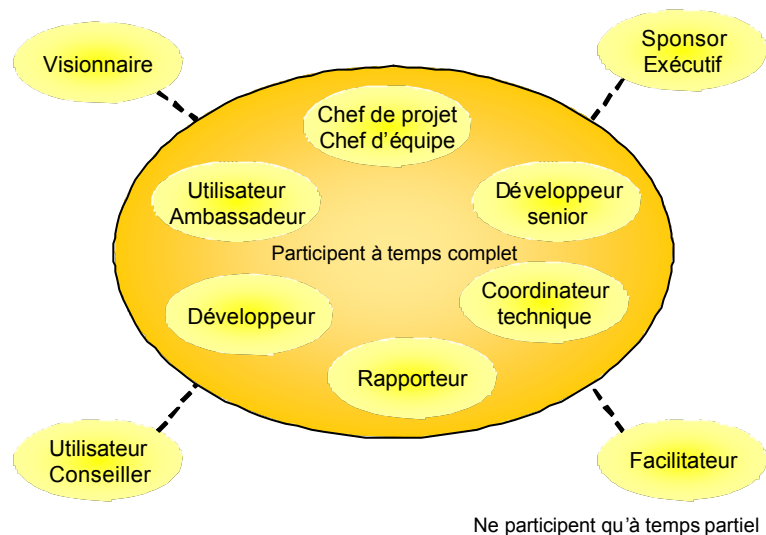 Visionnaire
Sponsor
Exécutif
Chef de projet
Chef d'équipe
Utilisateur
Ambassadeur
Développeur
senior
Participent à temps complet
Développeur
Coordinateur
technique
Rapporteur
Utilisateur
Conseiller
Facilitateur
Ne participent qu'à temps partiel